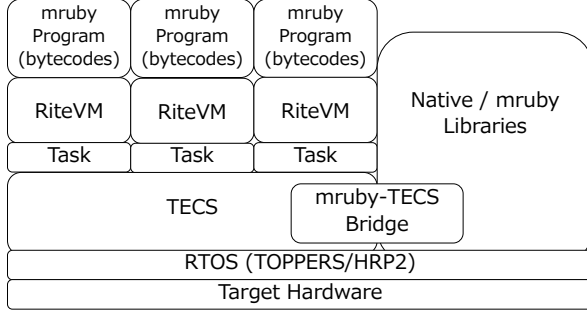 mruby
Program
(bytecodes)
mruby
Program
(bytecodes)
mruby
Program
(bytecodes)
RiteVM
RiteVM
RiteVM
Native / mruby
Libraries
Task
Task
Task
TECS
mruby-TECS
Bridge
RTOS (TOPPERS/HRP2)
Target Hardware